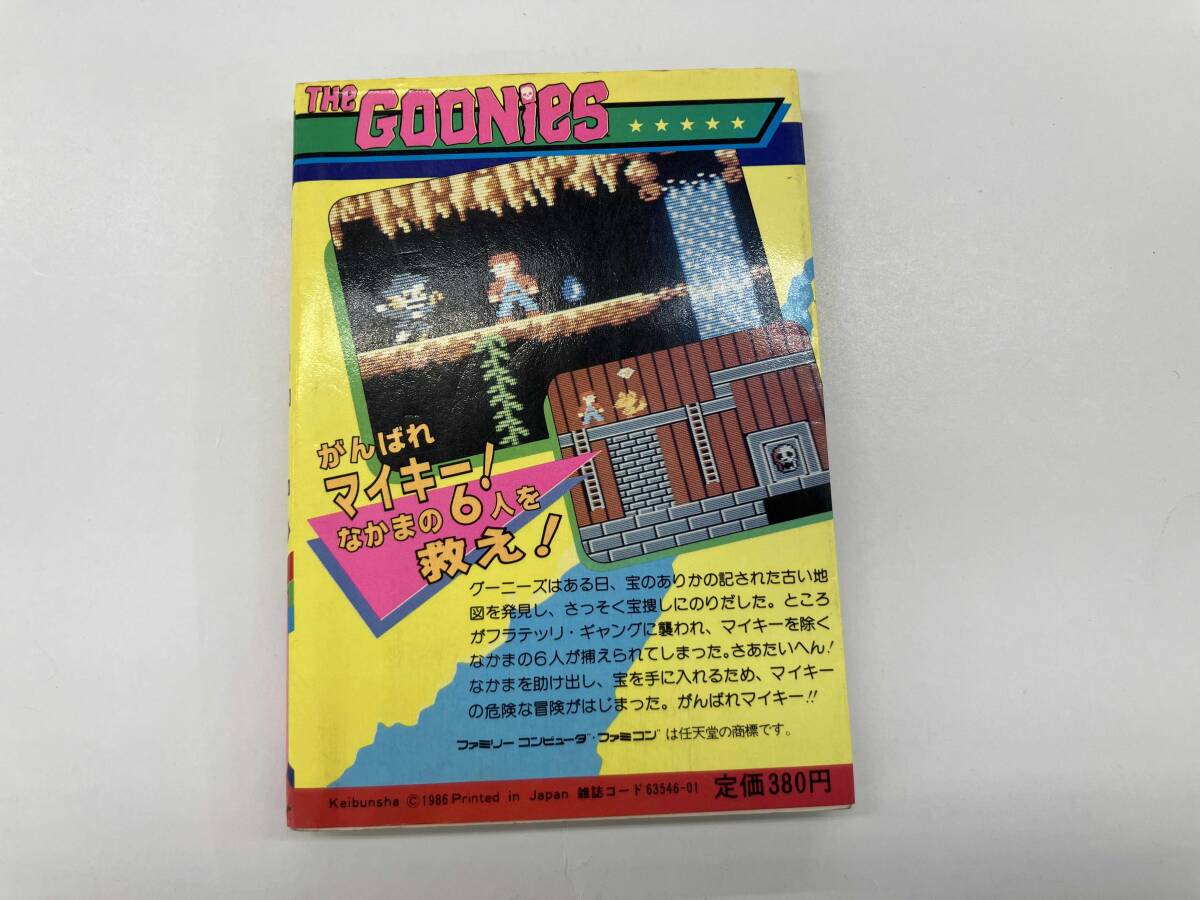 THE GOONIES
がんばれ
マイキー!
なかまの6人を
救え!
グーニーズはある日、宝のありかの記された古い地
図を発見し、さっそく宝捜しにのりだした。ところ
がフラテッリ・ギャングに襲われ、マイキーを除く
なかまの6人が捕えられてしまった。さあたいへん!
なかまを助け出し、宝を手に入れるため、マイキー
の危険な冒険がはじまった。がんばれマイキー!!
ファミリーコンピュータ・ファミコンは任天堂の商標です。
Keibunsha ©1986 Printed in Japan 雑誌コード 63546-01 定価380円